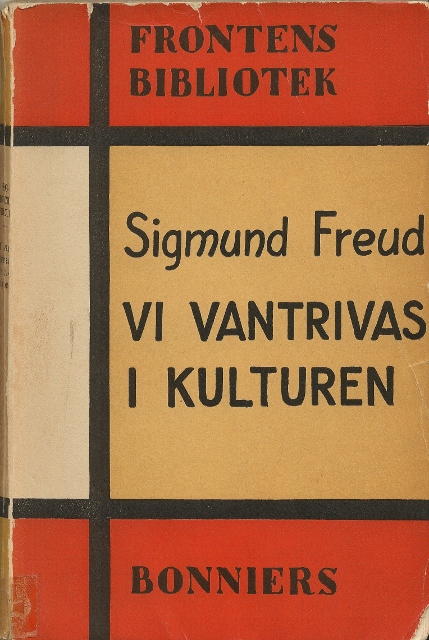 FRONTENS
BIBLIOTEK
Sigmund Freud
VI VANTRIVAS
I KULTUREN
BONNIERS